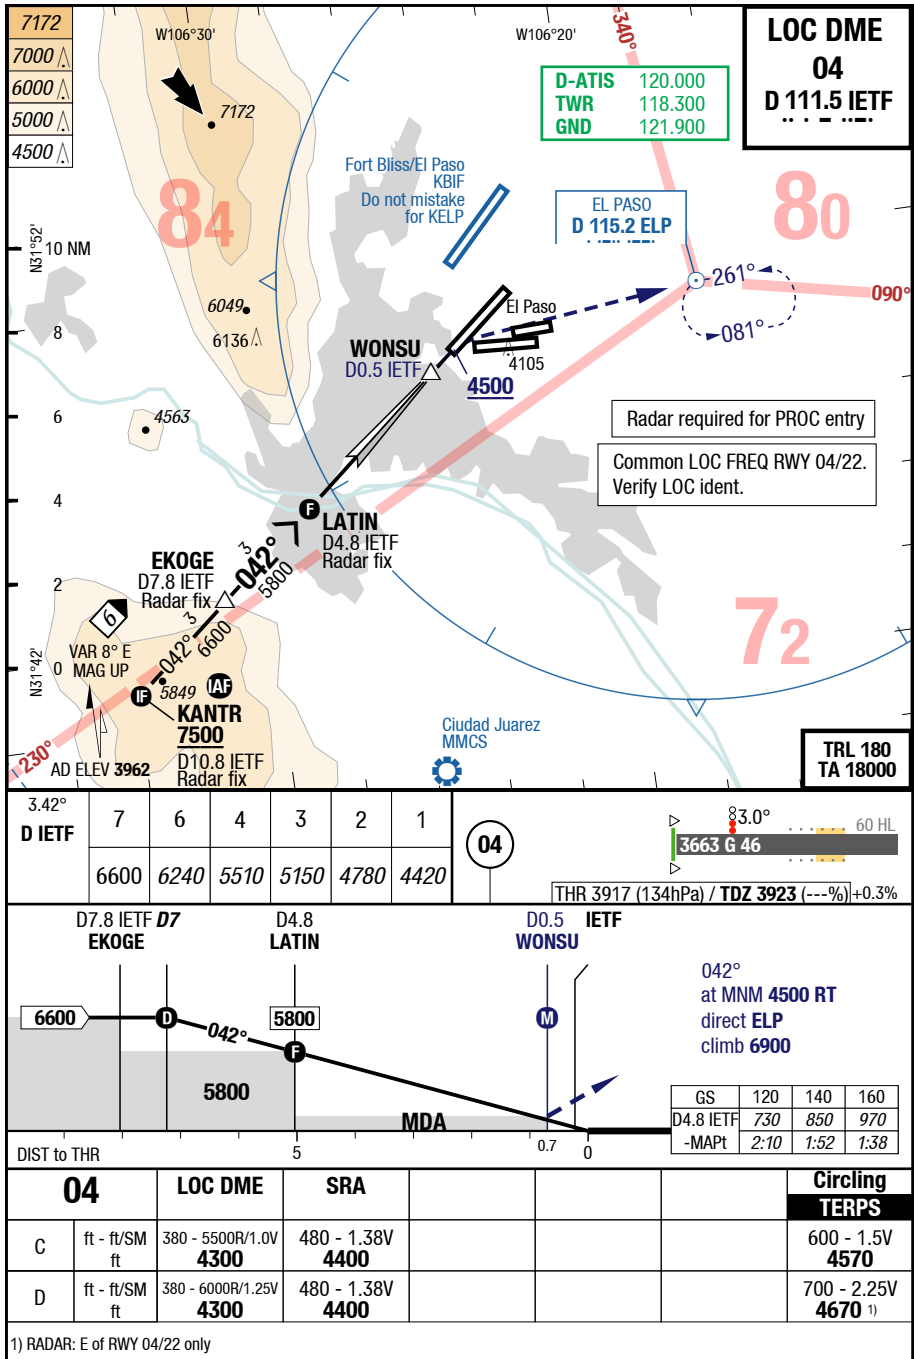 7172
7000
6000
5000
4500
W106°30'
W106°20'
340°
LOC DME
04
D 111.5 IETF
D-ATIS 120.000
TWR 118.300
GND 121.900
7172
84
Fort Bliss/El Paso
KBIF
Do not mistake
for KELP
EL PASO
D 115.2 ELP
80
N31°52'
10 NM
261°
090°
081°
6049
6136
El Paso
8
WONSU
D0.5 IETF
4105
4500
6
4563
Radar required for PROC entry
Common LOC FREQ RWY 04/22.
Verify LOC ident.
4
F
LATIN
D4.8 IETF
Radar fix
EKOGE
D7.8 IETF
Radar fix
3
042°
5800
2
6
VAR 8° E
MAG UP
3
042°
6600
72
N31°42'
0
5849
IF
IAF
KANTR
7500
D10.8 IETF
Radar fix
230°
AD ELEV 3962
Ciudad Juarez
MMCS
TRL 180
TA 18000
3.42°
D IETF
7 6 4 3 2 1
6600 6240 5510 5150 4780 4420
04
3.0°
60 HL
3663 G 46
THR 3917 (134hPa) / TDZ 3923 (---%) +0.3%
D7.8 IETF D7 D4.8 D0.5 IETF
EKOGE LATIN WONSU
6600
D
042°
5800
F
M
5800
MDA
042°
at MNM 4500 RT
direct ELP
climb 6900
GS 120 140 160
D4.8 IETF 730 850 970
-MAPt 2:10 1:52 1:38
DIST to THR 5 0.7 0
04 LOC DME SRA Circling
TERPS
C ft - ft/SM 380 - 5500R/1.0V 480 - 1.38V 600 - 1.5V
ft 4300 4400 4570
D ft - ft/SM 380 - 6000R/1.25V 480 - 1.38V 700 - 2.25V
ft 4300 4400 4670 1)
1) RADAR: E of RWY 04/22 only